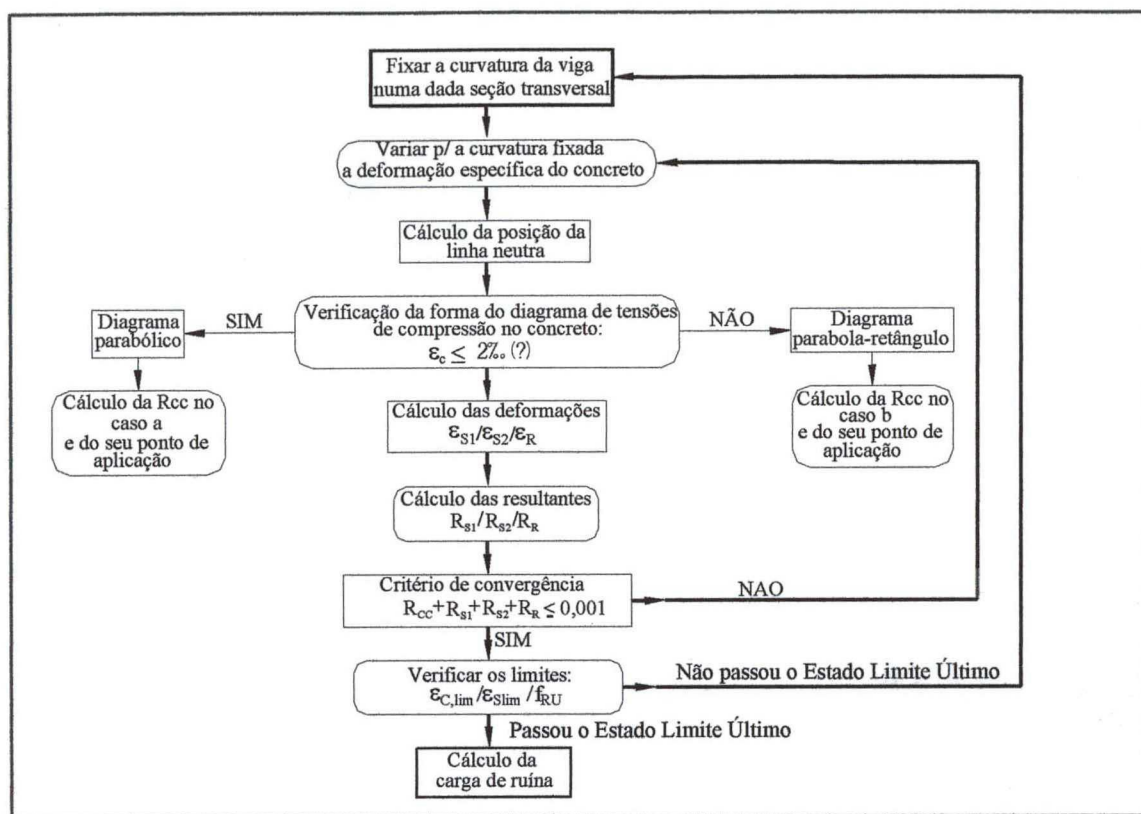 Fixar a curvatura da viga
numa dada seção transversal
Variar p/ a curvatura fixada
a deformação específica do concreto
Cálculo da posição da
linha neutra
Verificação da forma do diagrama de tensões
de compressão no concreto:
εc ≤ 2‰ (?)
SIM
NÃO
Diagrama
parabólico
Diagrama
parabola-retângulo
Cálculo da Rcc no
caso a
e do seu ponto de
aplicação
Cálculo da Rcc no
caso b
e do seu ponto de
aplicação
Cálculo das deformações
εS1/εS2/εR
Cálculo das resultantes
RS1/RS2/RR
Critério de convergência
RCC+RS1+RS2+RR ≤ 0,001
NAO
SIM
Verificar os limites:
εC,lim/εSlim /fRU
Não passou o Estado Limite Último
Passou o Estado Limite Último
Cálculo da
carga de ruína